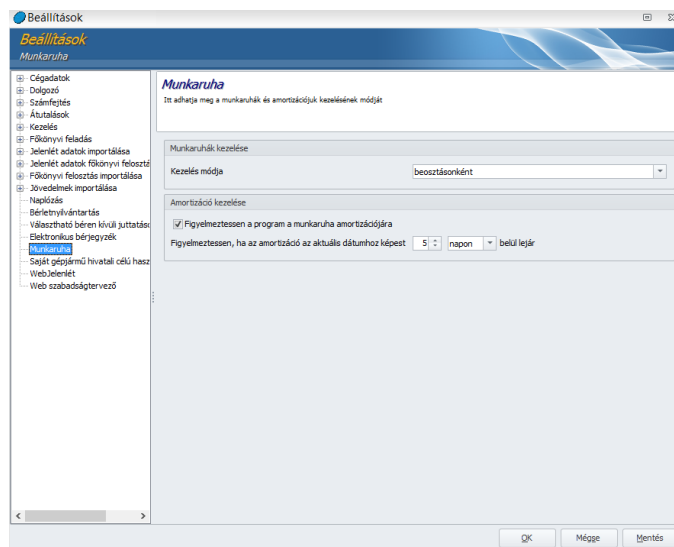 Beállítások
Beállítások
Munkaruha
Cégadatok
Dolgozó
Számfejtés
Átutalások
Kezelés
Főkönyvi feladás
Jelenlét adatok importálása
Jelenlét adatok főkönyvi felosztá
Főkönyvi felosztás importálása
Jövedelmek importálása
Naplózás
Bérletnyilvántartás
Választható béren kívüli juttatáso
Elektronikus bérjegyzék
Munkaruha
Saját gépjármű hivatali célú hasz
WebJelenlét
Web szabadságtervező
Munkaruha
Itt adhatja meg a munkaruhák és amortizációjuk kezelésének módját
Munkaruhák kezelése
Kezelés módja beosztásonként
Amortizáció kezelése
Figyelmeztessen a program a munkaruha amortizációjára
Figyelmeztessen, ha az amortizáció az aktuális dátumhoz képest 5 napon belül lejár
OK Mégse Mentés